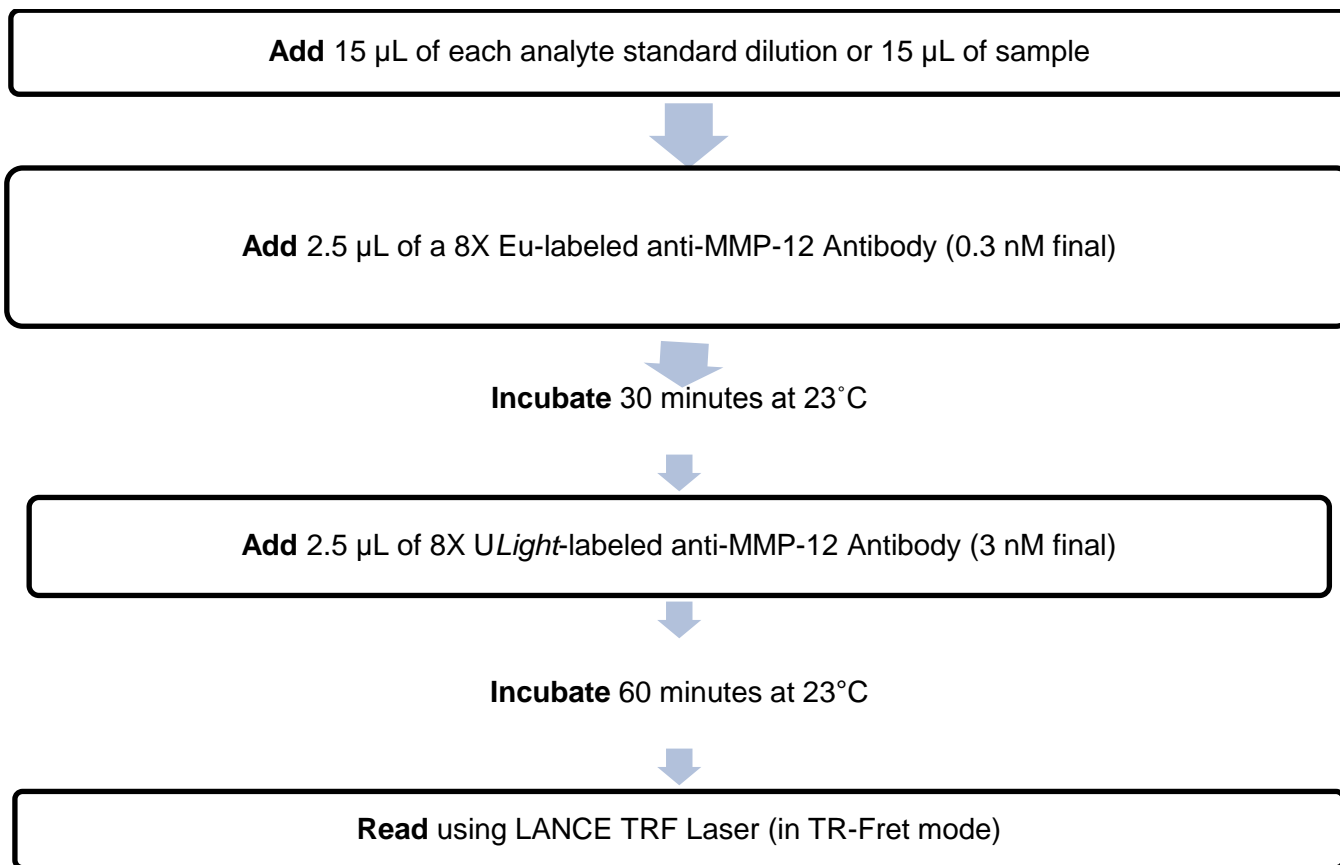 Add 15 µL of each analyte standard dilution or 15 µL of sample
Add 2.5 µL of a 8X Eu-labeled anti-MMP-12 Antibody (0.3 nM final)
Incubate 30 minutes at 23˚C
Add 2.5 µL of 8X ULight-labeled anti-MMP-12 Antibody (3 nM final)
Incubate 60 minutes at 23°C
Read using LANCE TRF Laser (in TR-Fret mode)